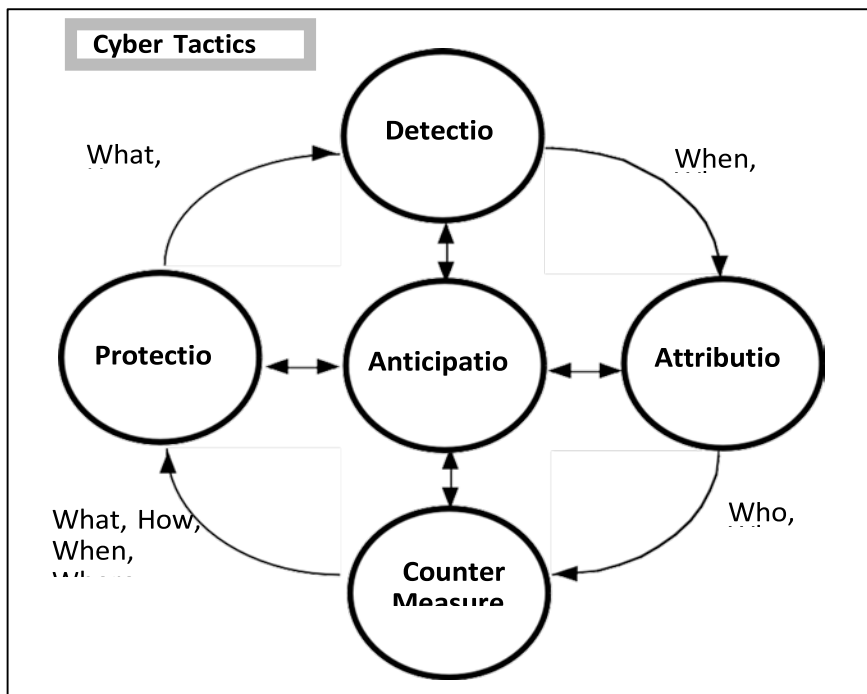 Cyber Tactics
Detectio
What,
When,
Protectio
Anticipatio
Attributio
What, How,
When,
Who,
Counter
Measure